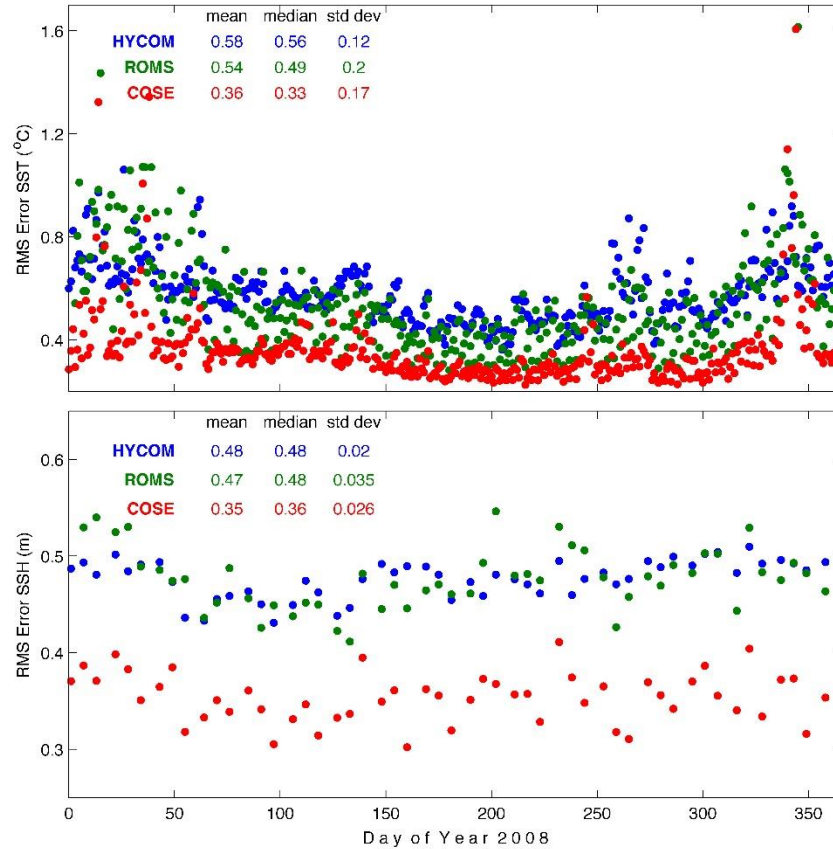 mean median std dev
HYCOM 0.58 0.56 0.12
ROMS 0.54 0.49 0.2
COSE 0.36 0.33 0.17
1.6
1.2
0.8
0.4
RMS Error SST (°C)
mean median std dev
HYCOM 0.48 0.48 0.02
ROMS 0.47 0.48 0.035
COSE 0.35 0.36 0.026
0.6
0.5
0.4
0.3
RMS Error SSH (m)
0 50 100 150 200 250 300 350
Day of Year 2008